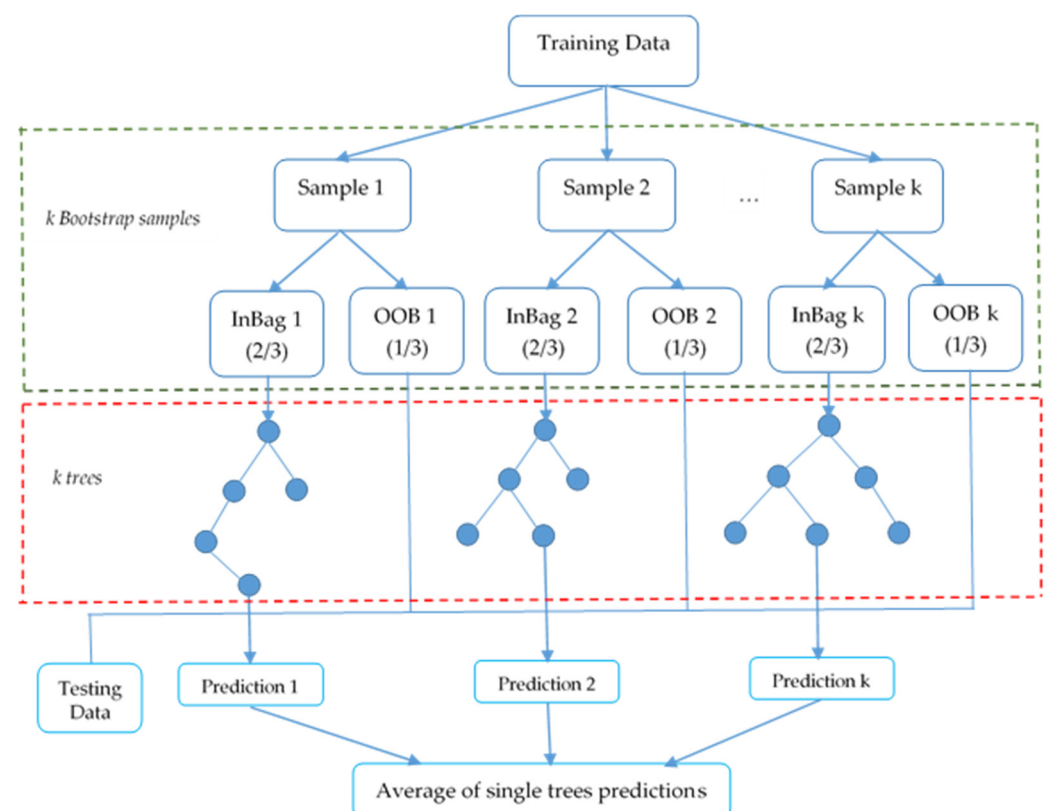 Training Data
Sample 1
Sample 2
...
Sample k
k Bootstrap samples
InBag 1
(2/3)
OOB 1
(1/3)
InBag 2
(2/3)
OOB 2
(1/3)
InBag k
(2/3)
OOB k
(1/3)
k trees
Testing
Data
Prediction 1
Prediction 2
Prediction k
Average of single trees predictions